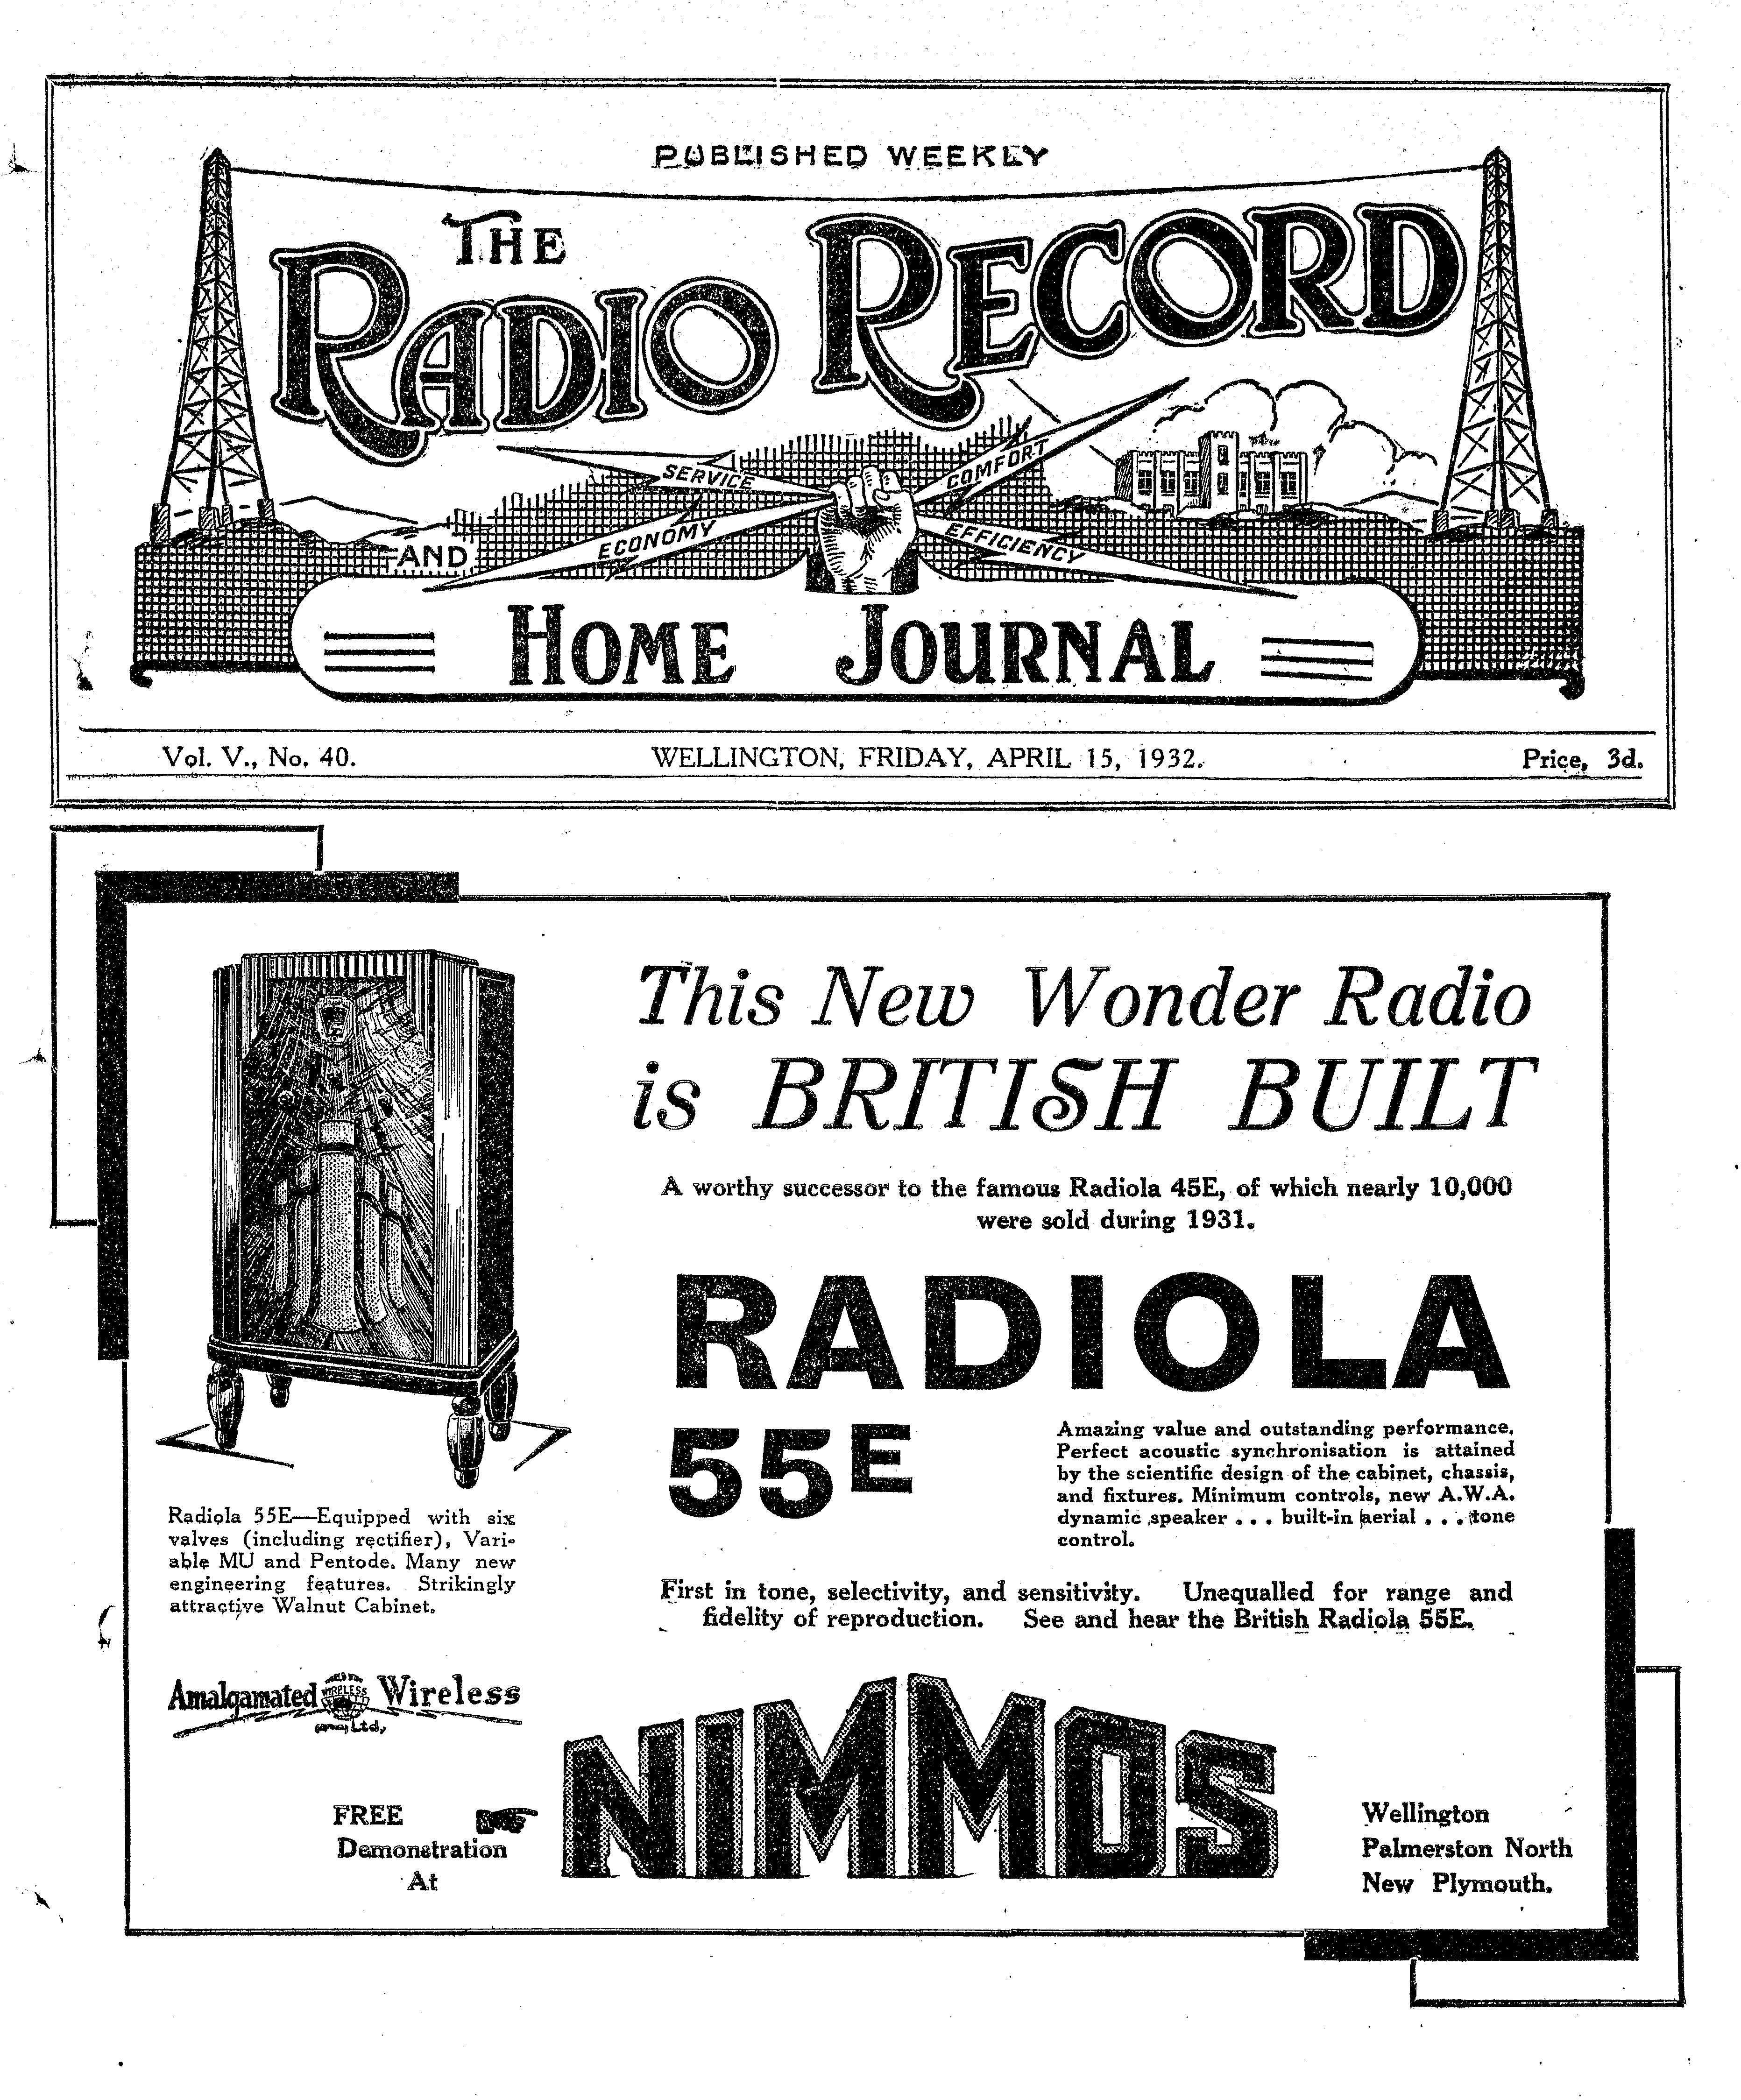 PUBLISHED WEEKLY
THE
RADIO RECORD
SERVICE
COMFORT
ECONOMY
EFFICIENCY
AND
HOME JOURNAL
Vol. V., No. 40.
WELLINGTON, FRIDAY, APRIL 15, 1932.
Price, 3d.
This New Wonder Radio
is BRITISH BUILT
A worthy successor to the famous Radiola 45E, of which nearly 10,000
were sold during 1931.
RADIOLA
55E
Amazing value and outstanding performance.
Perfect acoustic synchronisation is attained
by the scientific design of the cabinet, chassis,
and fixtures. Minimum controls, new A.W.A.
dynamic speaker . . . built-in aerial . . . tone
control.
Radiola 55E—Equipped with six
valves (including rectifier), Vari-
able MU and Pentode. Many new
engineering features. Strikingly
attractive Walnut Cabinet.
First in tone, selectivity, and sensitivity. Unequalled for range and
fidelity of reproduction. See and hear the British Radiola 55E.
Amalgamated Wireless
WIRELESS
Ltd,
FREE
Demonstration
At
NIMMOS
Wellington
Palmerston North
New Plymouth.